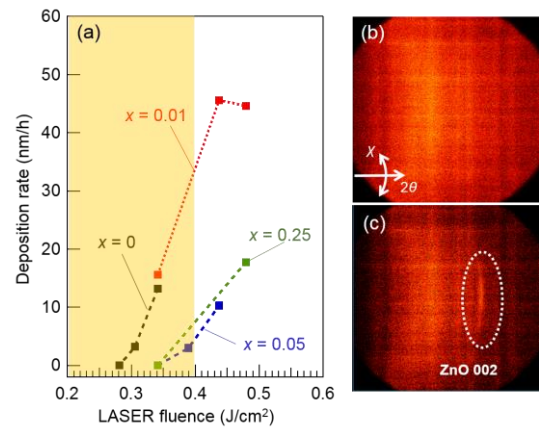 (a)
60
50
40
30
20
10
0
Deposition rate (nm/h)
x = 0.01
x = 0
x = 0.25
x = 0.05
0.2 0.3 0.4 0.5 0.6
LASER fluence (J/cm²)
(b)
χ
2θ
(c)
ZnO 002